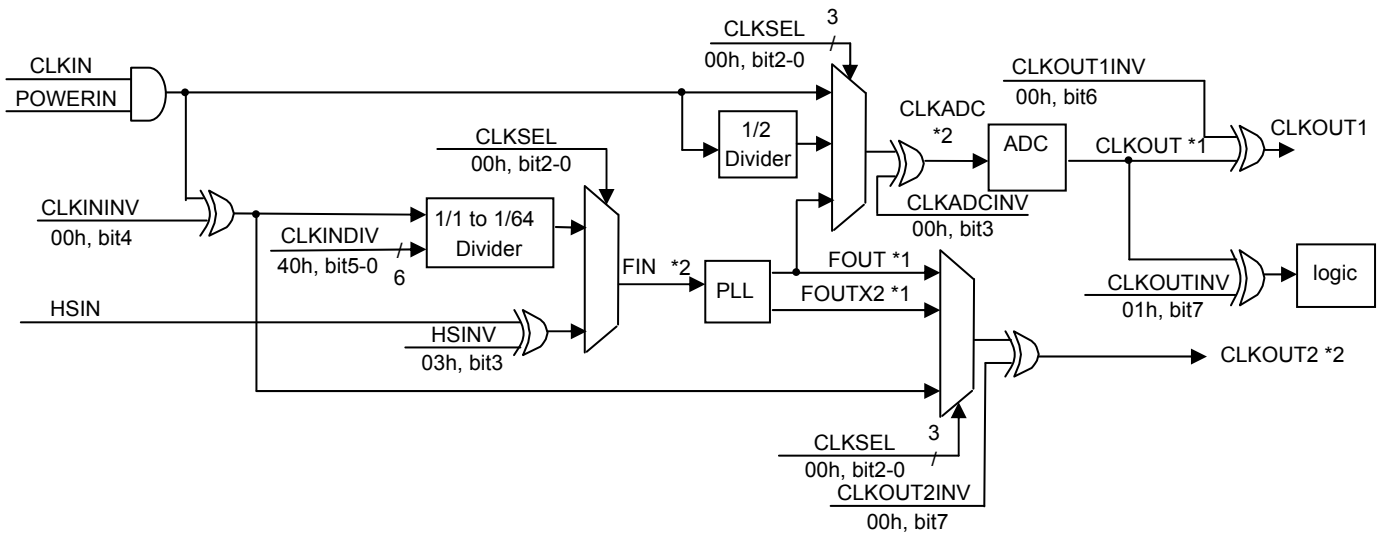 3
CLKSEL
00h, bit2-0
CLKIN
POWERIN
CLKOUT1INV
00h, bit6
CLKADC
*2
1/2
Divider
ADC
CLKOUT *1
CLKOUT1
CLKSEL
00h, bit2-0
CLKININV
00h, bit4
1/1 to 1/64
Divider
CLKINDIV
40h, bit5-0
6
CLKADCINV
00h, bit3
FIN *2
PLL
FOUT *1
FOUTX2 *1
CLKOUTINV
01h, bit7
logic
HSIN
HSINV
03h, bit3
CLKOUT2 *2
3
CLKSEL
00h, bit2-0
CLKOUT2INV
00h, bit7